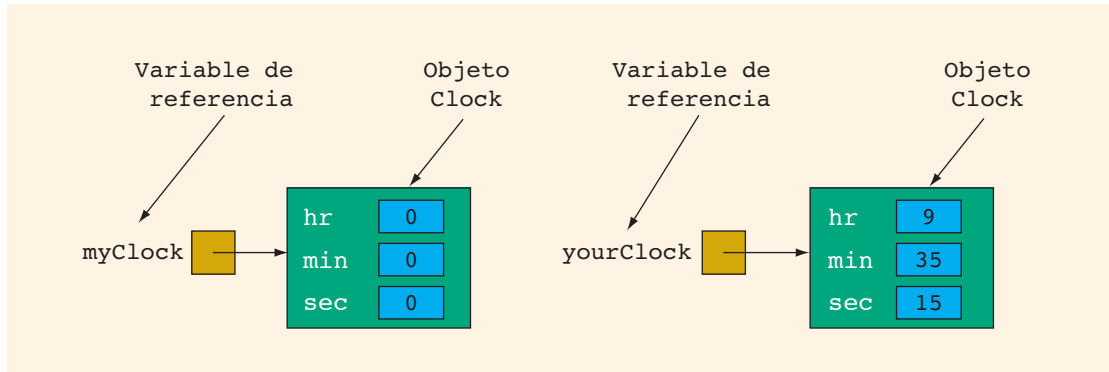 Variable de
referencia
Objeto
Clock
Variable de
referencia
Objeto
Clock
myClock
hr 0
min 0
sec 0
yourClock
hr 9
min 35
sec 15